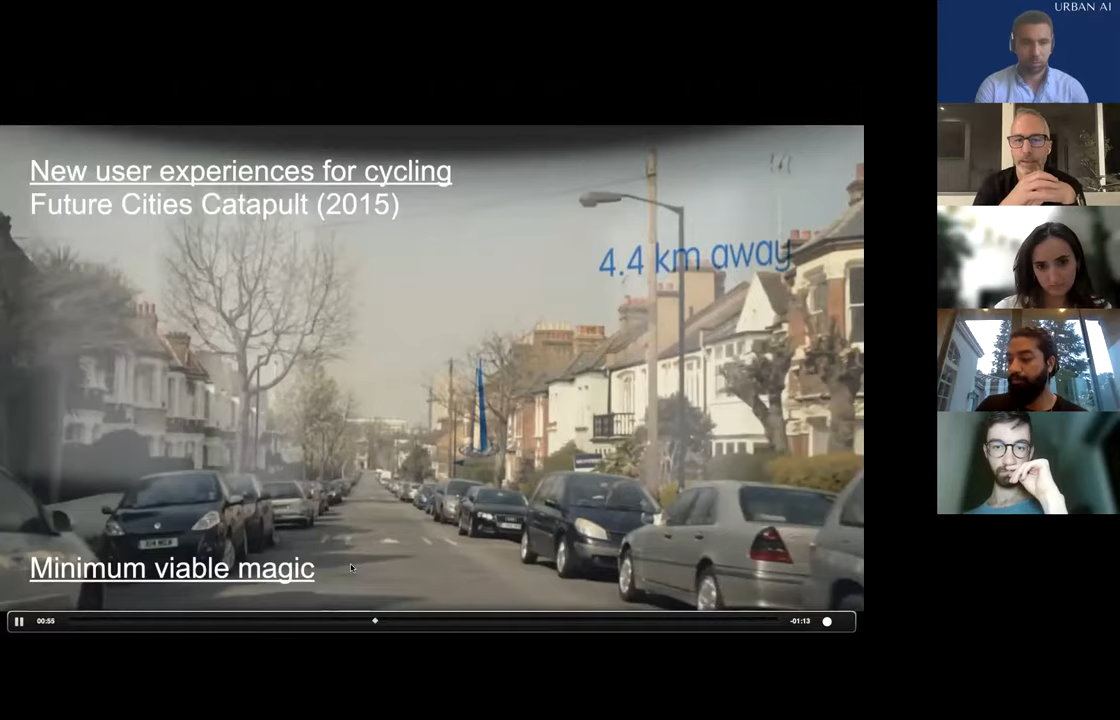 URBAN AI
New user experiences for cycling
Future Cities Catapult (2015)
4.4 km away
Minimum viable magic
00:55
-01:13